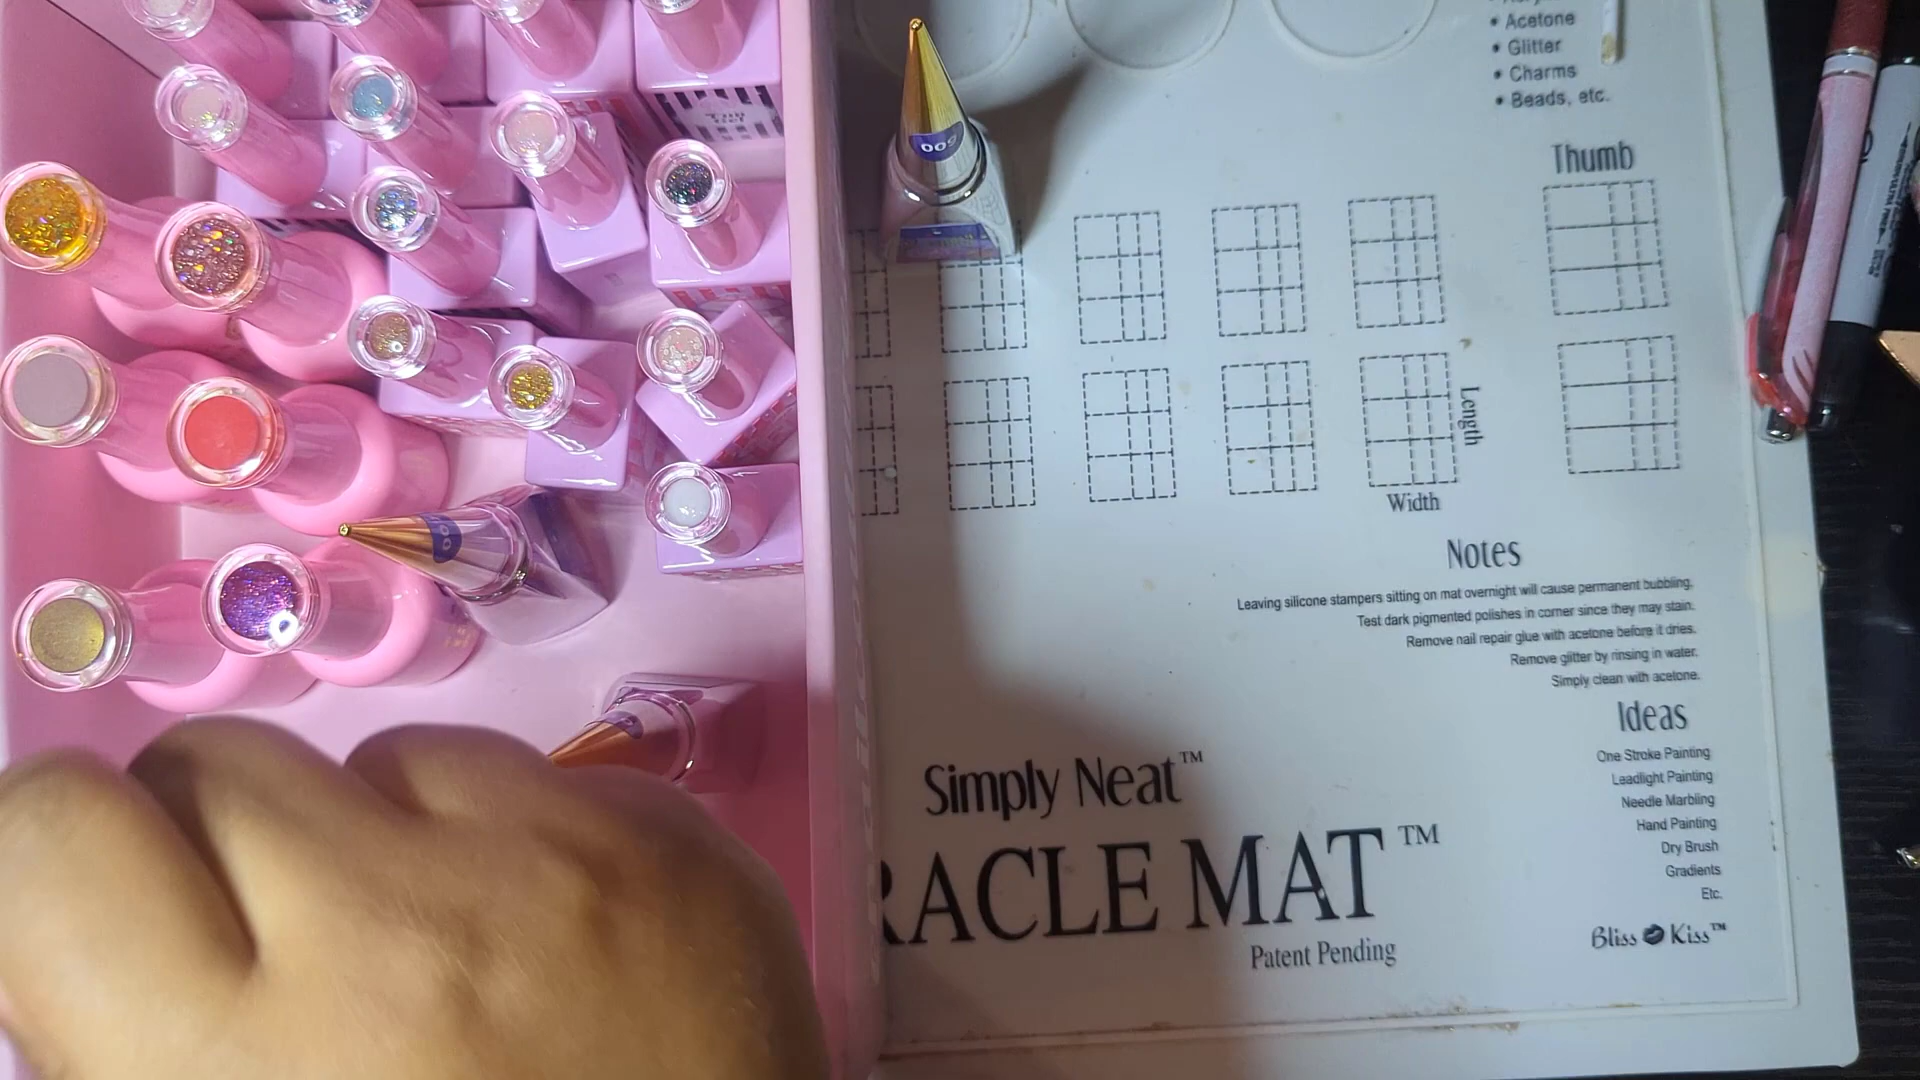 • Acetone
• Glitter
• Charms
• Beads, etc.
Thumb
Length
Width
Notes
Leaving silicone stampers sitting on mat overnight will cause permanent bubbling.
Test dark pigmented polishes in corner since they may stain.
Remove nail repair glue with acetone before it dries.
Remove glitter by rinsing in water.
Simply clean with acetone.
Ideas
One Stroke Painting
Leadlight Painting
Needle Marbling
Hand Painting
Dry Brush
Gradients
Etc.
Simply Neat™
RACLE MAT™
Patent Pending
Bliss Kiss™